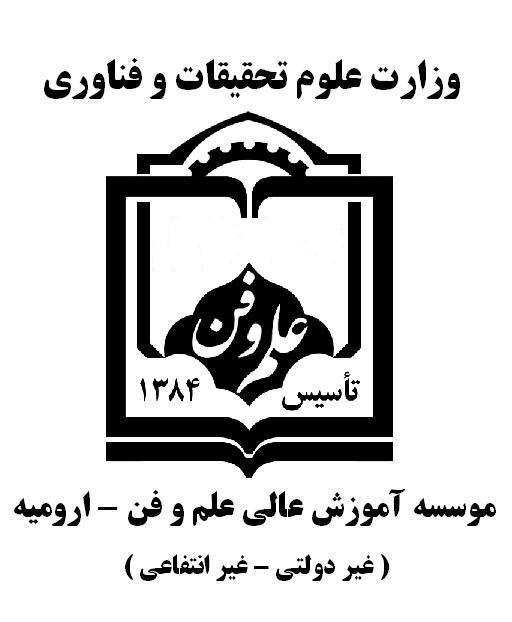 وزارت علوم تحقیقات و فناوری
علم و فن
تأسیس ۱۳۸۴
موسسه آموزش عالی علم و فن - ارومیه
( غیر دولتی - غیر انتفاعی )